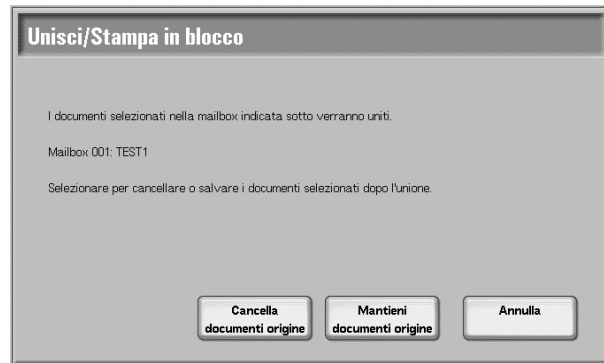 Unisci/Stampa in blocco
I documenti selezionati nella mailbox indicata sotto verranno uniti.
Mailbox 001: TEST1
Selezionare per cancellare o salvare i documenti selezionati dopo l'unione.
Cancella
documenti origine
Mantieni
documenti origine
Annulla